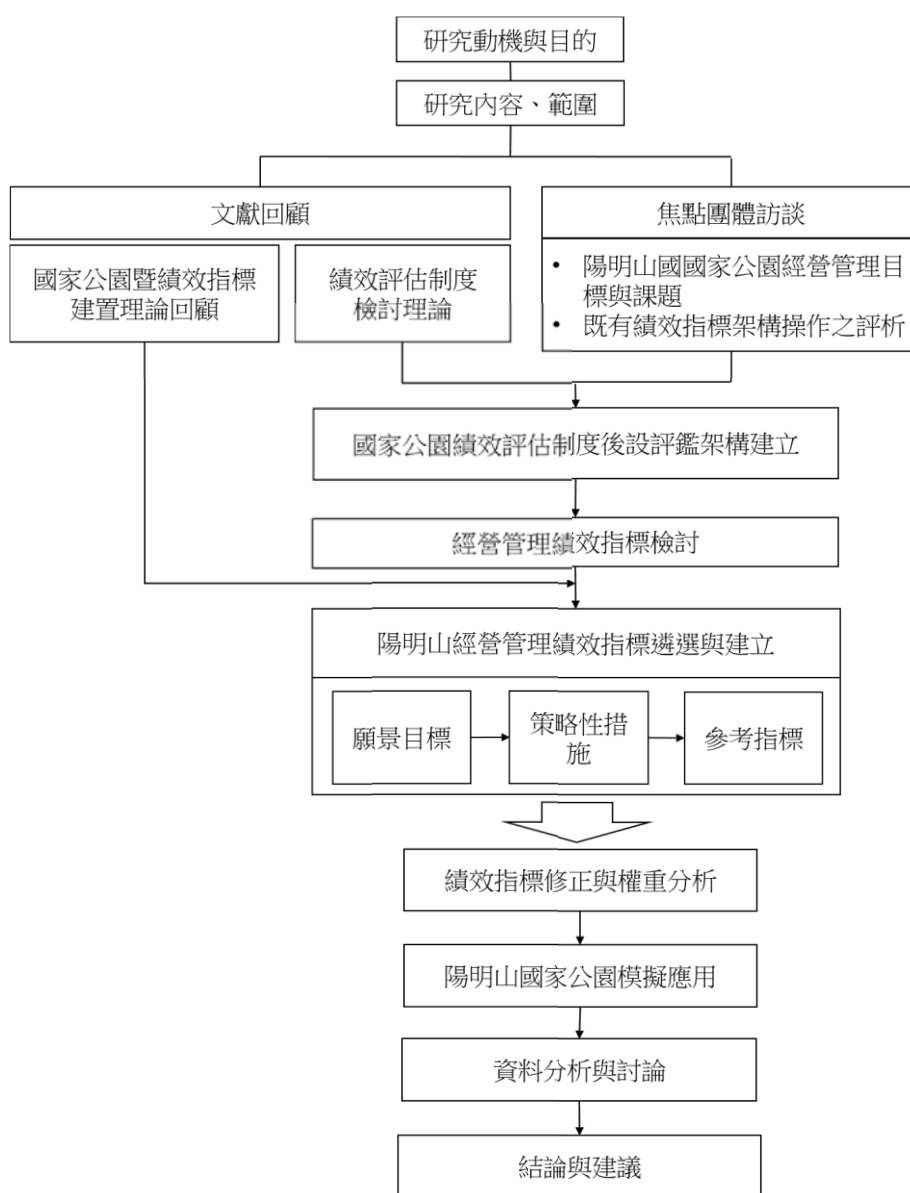 研究動機與目的
研究內容、範圍
文獻回顧
焦點團體訪談
國家公園暨績效指標
建置理論回顧
績效評估制度
檢討理論
• 陽明山國國家公園經營管理目
標與課題
• 既有績效指標架構操作之評析
國家公園績效評估制度後設評鑑架構建立
經營管理績效指標檢討
陽明山經營管理績效指標遴選與建立
願景目標
策略性措
施
參考指標
績效指標修正與權重分析
陽明山國家公園模擬應用
資料分析與討論
結論與建議